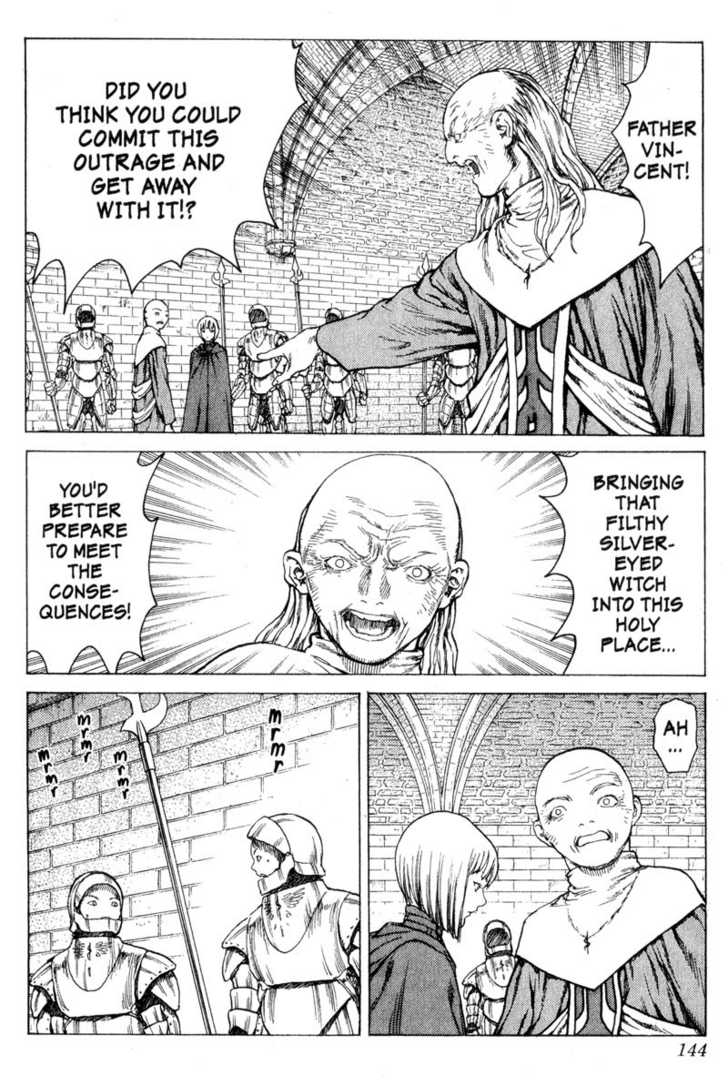 FATHER
VIN-
CENT!
DID YOU
THINK YOU COULD
COMMIT THIS
OUTRAGE AND
GET AWAY
WITH IT!?
BRINGING
THAT
FILTHY
SILVER-
EYED
WITCH
INTO THIS
HOLY
PLACE...
YOU'D
BETTER
PREPARE
TO MEET
THE
CONSE-
QUENCES!
AH
...
mrmr
mrmr
mrmr
mrmr
144